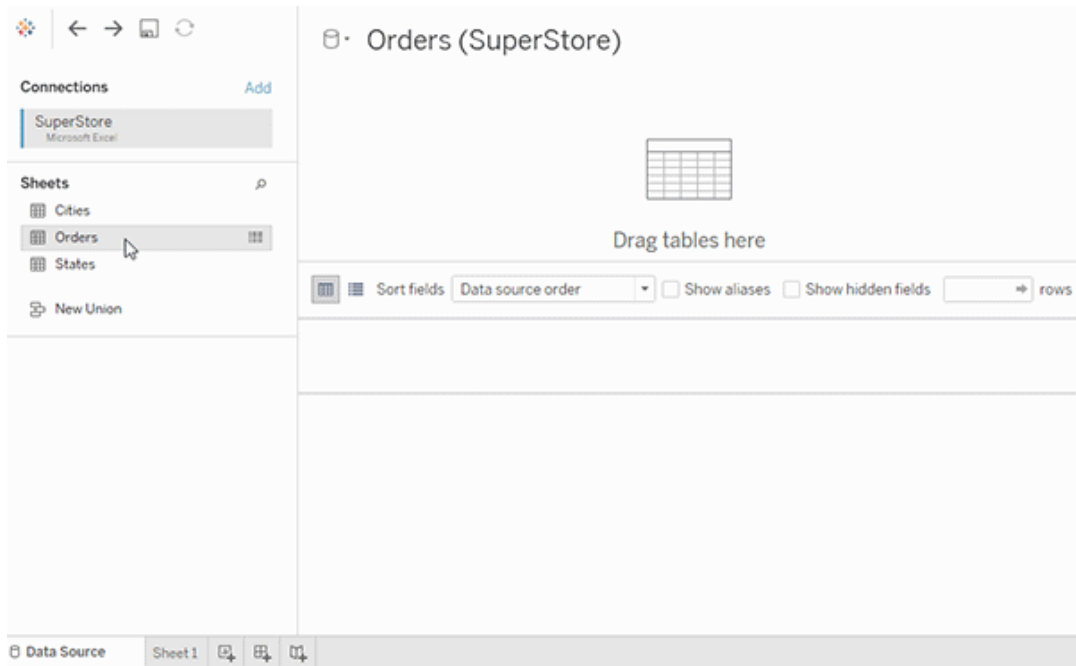 Orders (SuperStore)
Connections Add
SuperStore
Microsoft Excel
Sheets
Cities
Orders
States
New Union
Drag tables here
Sort fields Data source order Show aliases Show hidden fields rows
Data Source Sheet 1